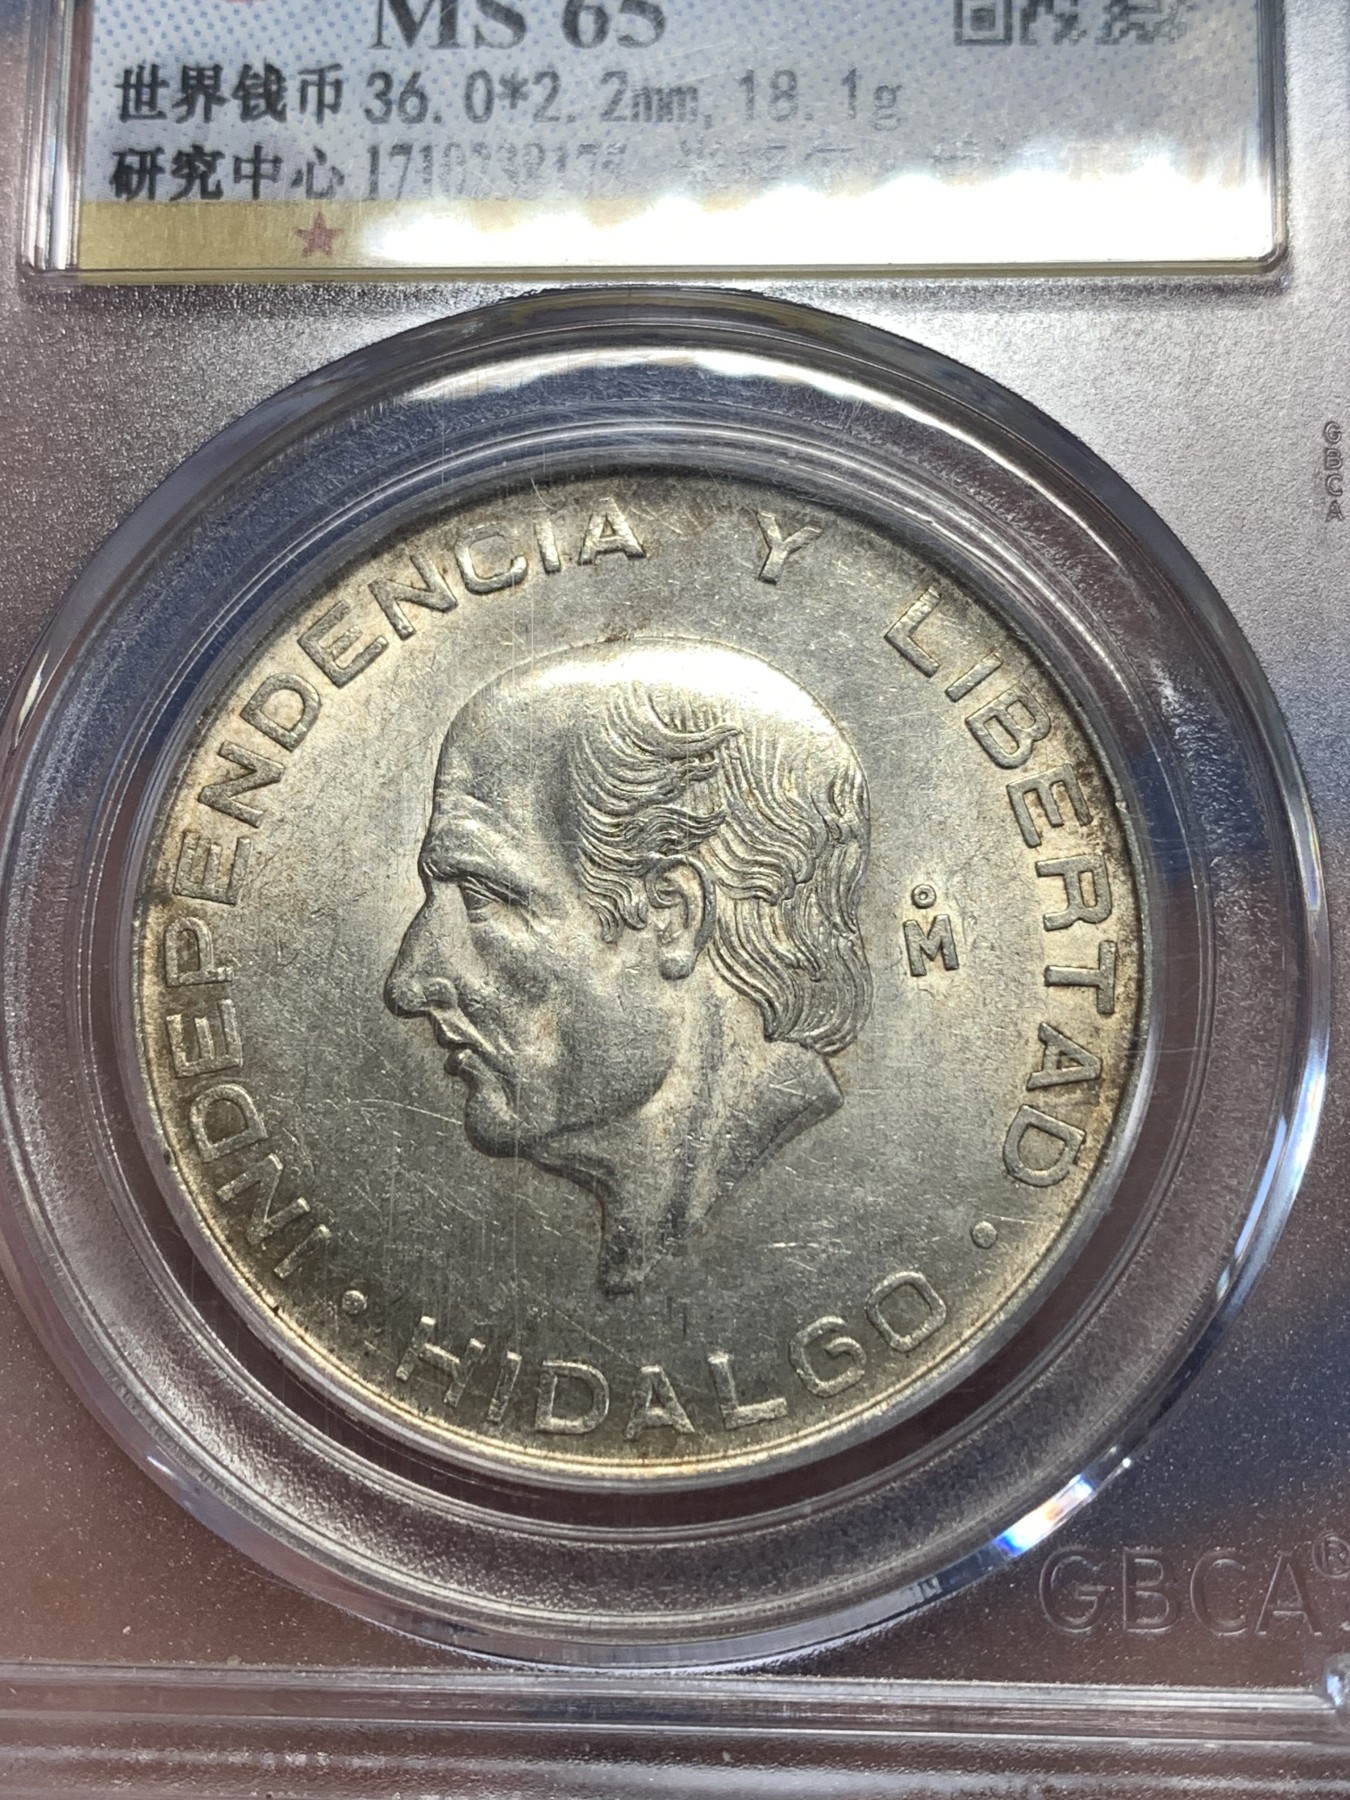 MS 65
世界钱币 36.0*2.2mm, 18.1g
研究中心
GBCA
INDEPENDENCIA Y LIBERTAD
oM
· HIDALGO ·
GBCA®